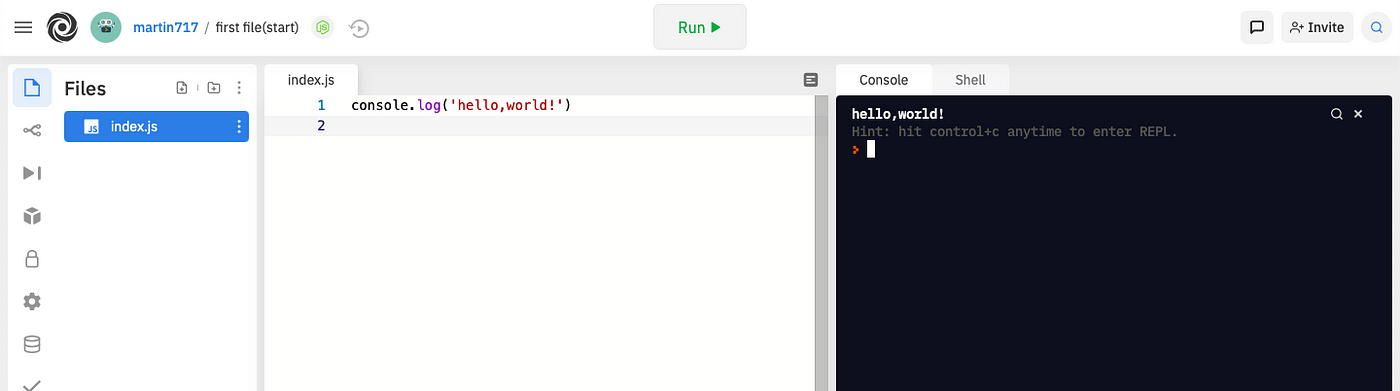 martin717 / first file(start)
Run
Invite
Files
index.js
index.js
1 console.log('hello,world!')
2
Console
Shell
hello,world!
Hint: hit control+c anytime to enter REPL.
>